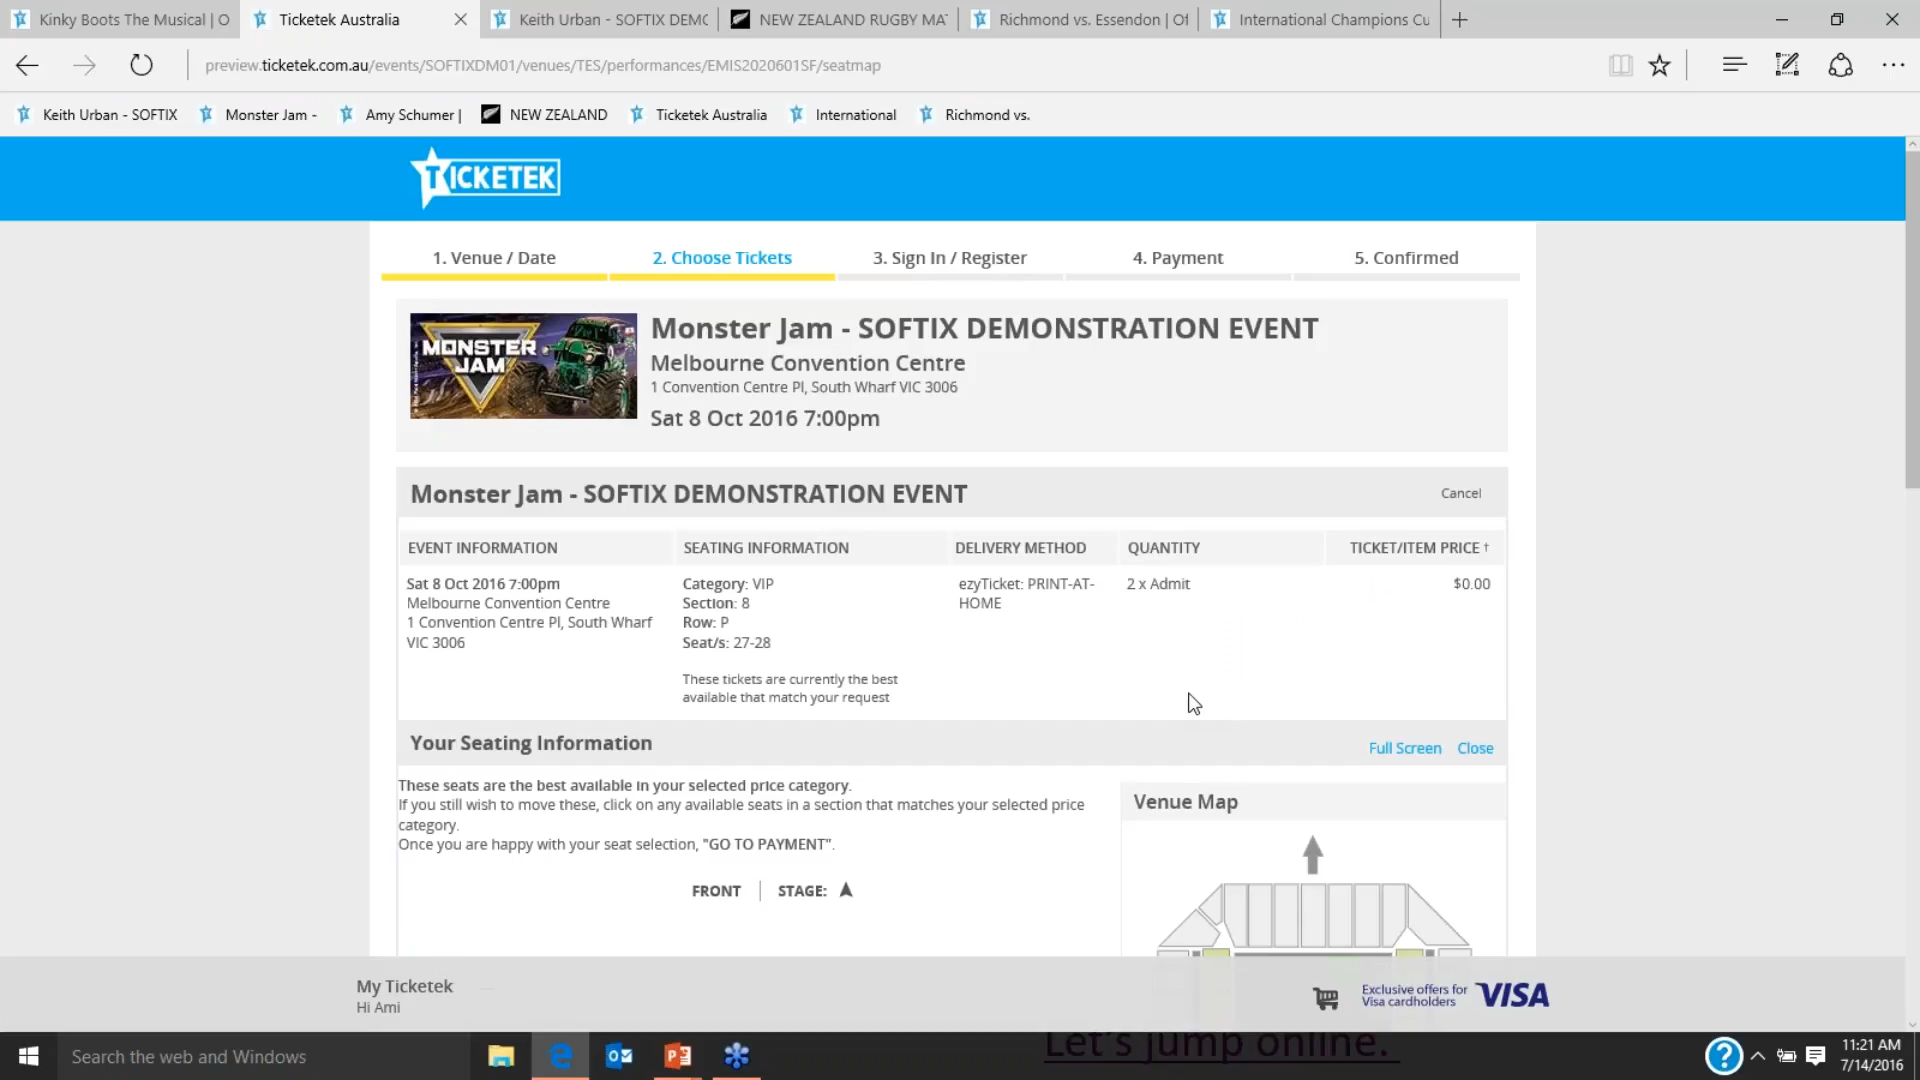 Kinky Boots The Musical | O
Ticketek Australia
Keith Urban - SOFTIX DEMO
NEW ZEALAND RUGBY MAT
Richmond vs. Essendon | Of
International Champions Cu
preview.ticketek.com.au/events/SOFTIXDM01/venues/TES/performances/EMIS2020601SF/seatmap
Keith Urban - SOFTIX
Monster Jam -
Amy Schumer |
NEW ZEALAND
Ticketek Australia
International
Richmond vs.
TICKETEK
1. Venue / Date
2. Choose Tickets
3. Sign In / Register
4. Payment
5. Confirmed
MONSTER
JAM
Monster Jam - SOFTIX DEMONSTRATION EVENT
Melbourne Convention Centre
1 Convention Centre Pl, South Wharf VIC 3006
Sat 8 Oct 2016 7:00pm
Monster Jam - SOFTIX DEMONSTRATION EVENT
Cancel
EVENT INFORMATION
SEATING INFORMATION
DELIVERY METHOD
QUANTITY
TICKET/ITEM PRICE †
Sat 8 Oct 2016 7:00pm
Melbourne Convention Centre
1 Convention Centre Pl, South Wharf
VIC 3006
Category: VIP
Section: 8
Row: P
Seat/s: 27-28
These tickets are currently the best
available that match your request
ezyTicket: PRINT-AT-
HOME
2 x Admit
$0.00
Your Seating Information
Full Screen
Close
These seats are the best available in your selected price category.
If you still wish to move these, click on any available seats in a section that matches your selected price
category.
Once you are happy with your seat selection, "GO TO PAYMENT".
FRONT
STAGE:
Venue Map
My Ticketek
Hi Ami
Exclusive offers for
Visa cardholders
VISA
Let's jump online.
Search the web and Windows
11:21 AM
7/14/2016